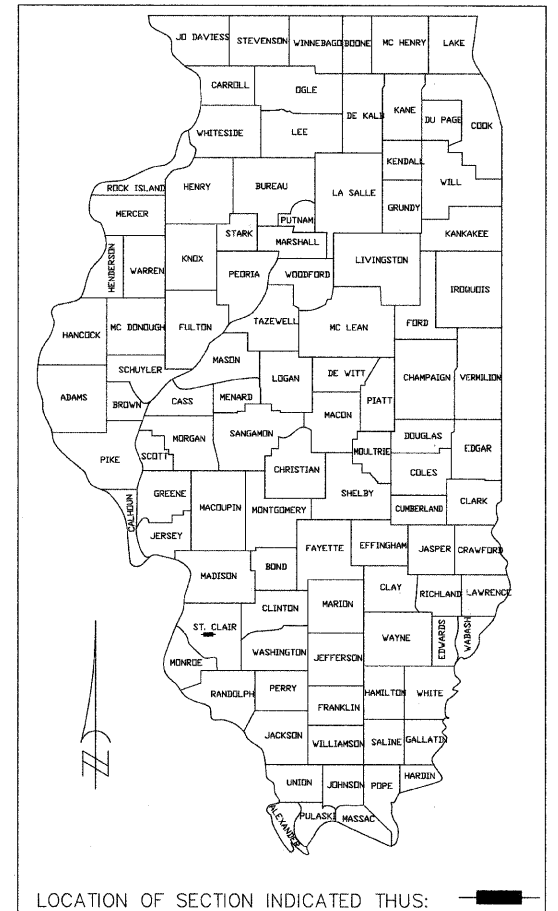 JO DAVIESS STEVENSON WINNEBAGO BOONE MC HENRY LAKE
CARROLL OGLE DE KALB KANE DU PAGE COOK
WHITESIDE LEE
KENDALL WILL
ROCK ISLAND HENRY BUREAU LA SALLE GRUNDY
MERCER PUTNAM
STARK MARSHALL KANKAKEE
HENDERSON WARREN KNOX PEORIA WOODFORD LIVINGSTON IROQUOIS
HANCOCK MC DONOUGH FULTON TAZEWELL MC LEAN FORD
MASON
SCHUYLER LOGAN DE WITT CHAMPAIGN VERMILION
ADAMS BROWN CASS MENARD MACON PIATT
MORGAN SANGAMON DOUGLAS
PIKE SCOTT CHRISTIAN MOULTRIE COLES EDGAR
CALHOUN GREENE MACOUPIN MONTGOMERY SHELBY CUMBERLAND CLARK
JERSEY
FAYETTE EFFINGHAM JASPER CRAWFORD
MADISON BOND
CLINTON MARION CLAY RICHLAND LAWRENCE
ST. CLAIR WAYNE EDWARDS WABASH
WASHINGTON JEFFERSON
MONROE
RANDOLPH PERRY HAMILTON WHITE
FRANKLIN
JACKSON WILLIAMSON SALINE GALLATIN
UNION JOHNSON POPE HARDIN
ALEXANDER PULASKI MASSAC
N
LOCATION OF SECTION INDICATED THUS: